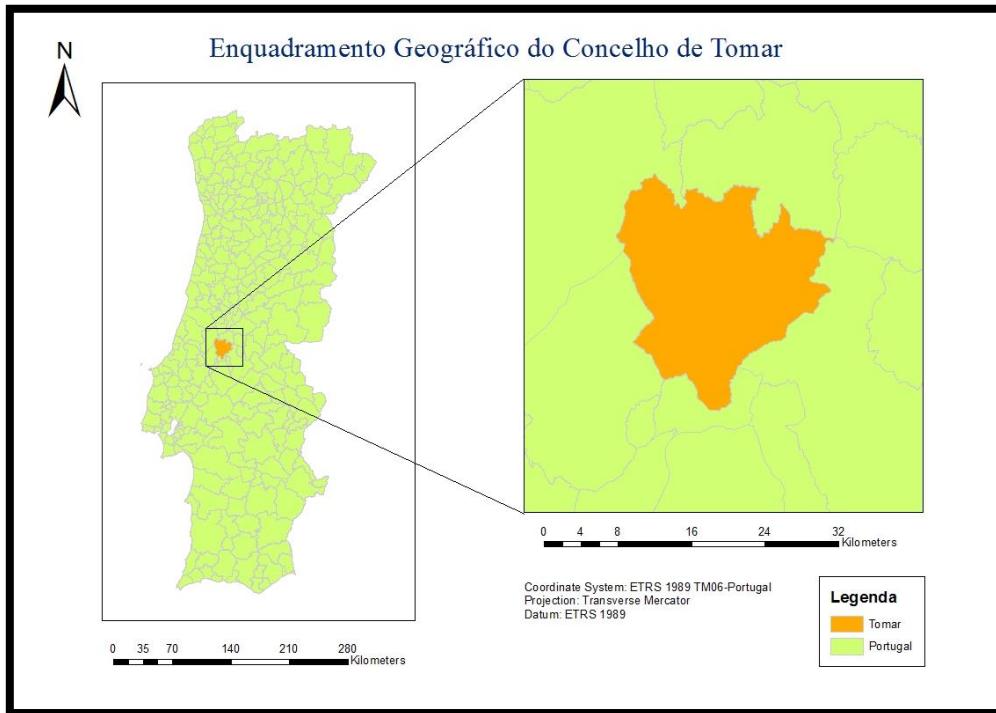 Enquadramento Geográfico do Concelho de Tomar
N
0 4 8 16 24 32
Kilometers
Coordinate System: ETRS 1989 TM06-Portugal
Projection: Transverse Mercator
Datum: ETRS 1989
Legenda
Tomar
Portugal
0 35 70 140 210 280
Kilometers